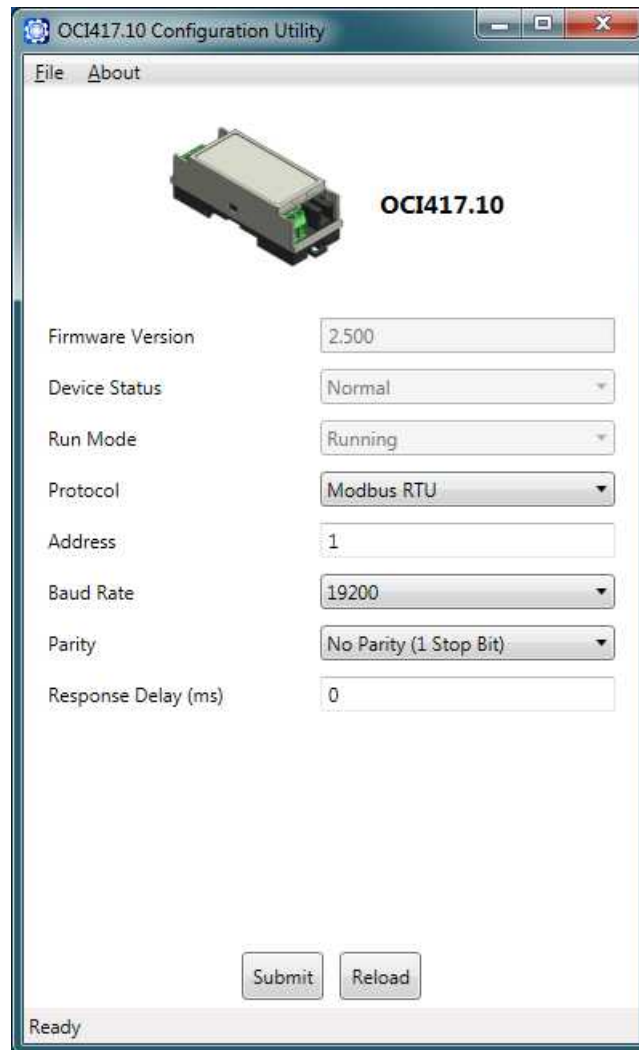 OCI417.10 Configuration Utility
File About
OCI417.10
Firmware Version 2.500
Device Status Normal
Run Mode Running
Protocol Modbus RTU
Address 1
Baud Rate 19200
Parity No Parity (1 Stop Bit)
Response Delay (ms) 0
Submit Reload
Ready